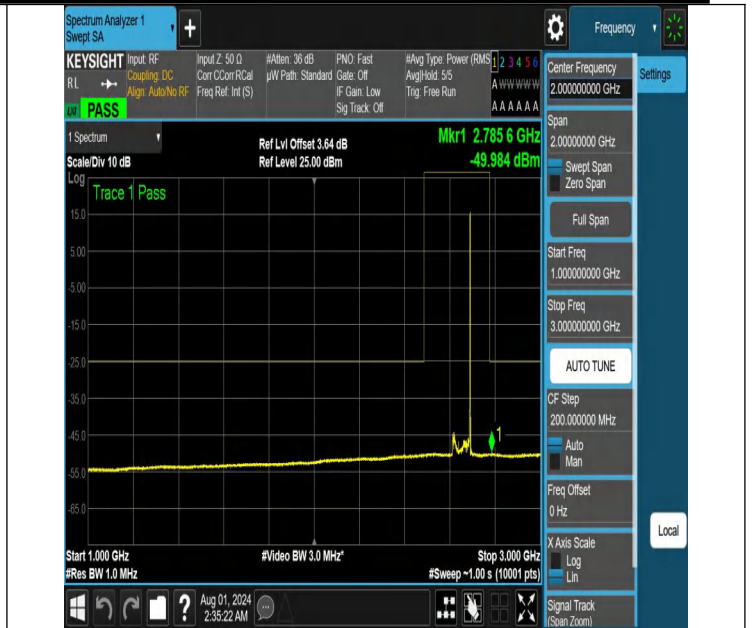 Spectrum Analyzer 1
Swept SA
+
Frequency
KEYSIGHT
RL
PASS
Input: RF
Coupling: DC
Align: Auto/No RF
Input Z: 50 Ω
Corr CCorr RCal
Freq Ref: Int (S)
#Atten: 36 dB
µW Path: Standard
PNO: Fast
Gate: Off
IF Gain: Low
Sig Track: Off
#Avg Type: Power (RMS
Avg|Hold: 5/5
Trig: Free Run
1 2 3 4 5 6
A W W W W W
A A A A A A
1 Spectrum
Scale/Div 10 dB
Ref Lvl Offset 3.64 dB
Ref Level 25.00 dBm
Mkr1 2.785 6 GHz
-49.984 dBm
Log
Trace 1 Pass
15.0
5.00
-5.00
-15.0
-25.0
-35.0
-45.0
-55.0
-65.0
1
Start 1.000 GHz
#Res BW 1.0 MHz
#Video BW 3.0 MHz*
Stop 3.000 GHz
#Sweep ~1.00 s (10001 pts)
Center Frequency
2.000000000 GHz
Settings
Span
2.00000000 GHz
Swept Span
Zero Span
Full Span
Start Freq
1.000000000 GHz
Stop Freq
3.000000000 GHz
AUTO TUNE
CF Step
200.000000 MHz
Auto
Man
Freq Offset
0 Hz
X Axis Scale
Log
Lin
Local
Signal Track
(Span Zoom)
?
Aug 01, 2024
2:35:22 AM